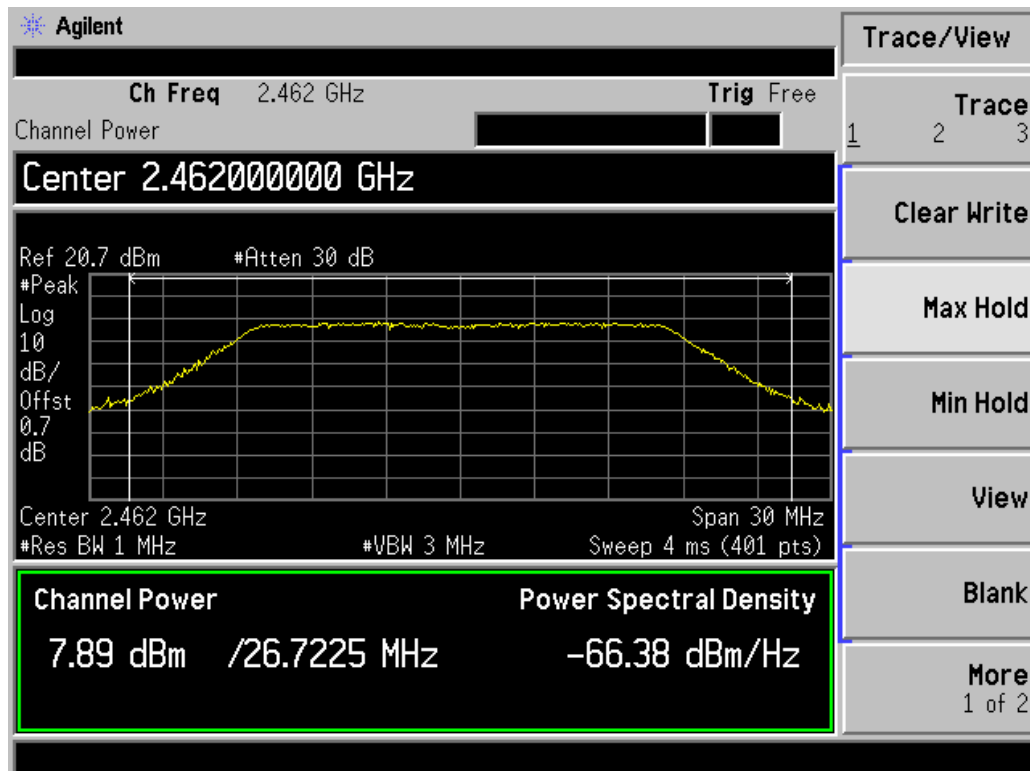 Agilent
Trace/View
Ch Freq 2.462 GHz Trig Free
Channel Power
Center 2.462000000 GHz
Ref 20.7 dBm #Atten 30 dB
#Peak
Log
10
dB/
Offst
0.7
dB
Center 2.462 GHz Span 30 MHz
#Res BW 1 MHz #VBW 3 MHz Sweep 4 ms (401 pts)
Channel Power Power Spectral Density
7.89 dBm /26.7225 MHz -66.38 dBm/Hz
Trace
1 2 3
Clear Write
Max Hold
Min Hold
View
Blank
More
1 of 2